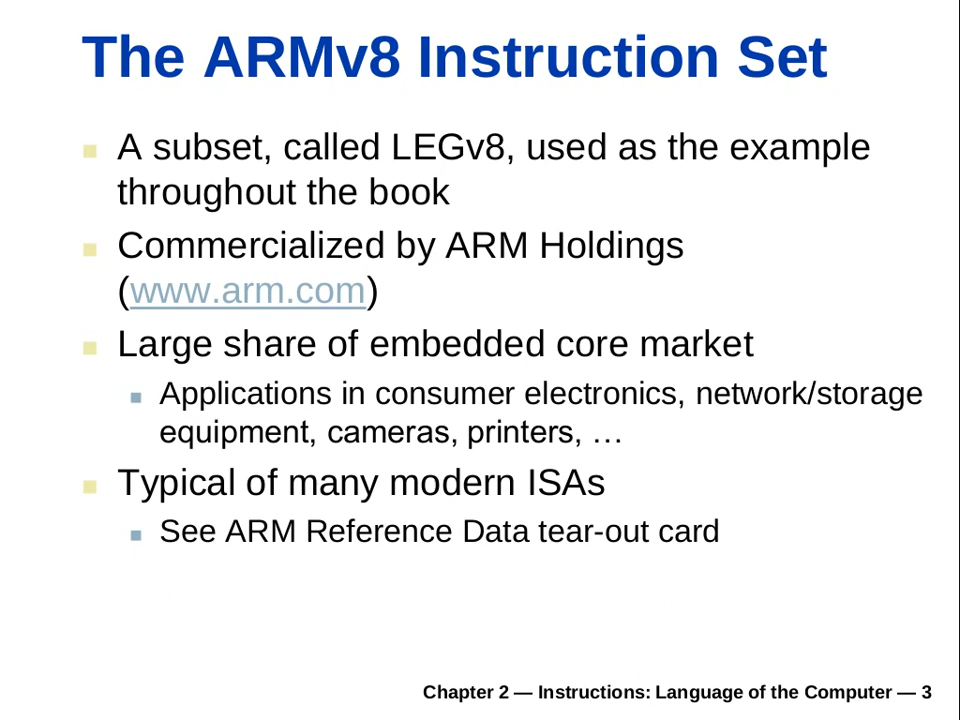 The ARMv8 Instruction Set
A subset, called LEGv8, used as the example
throughout the book
Commercialized by ARM Holdings
(www.arm.com)
Large share of embedded core market
Applications in consumer electronics, network/storage
equipment, cameras, printers, …
Typical of many modern ISAs
See ARM Reference Data tear-out card
Chapter 2 — Instructions: Language of the Computer — 3